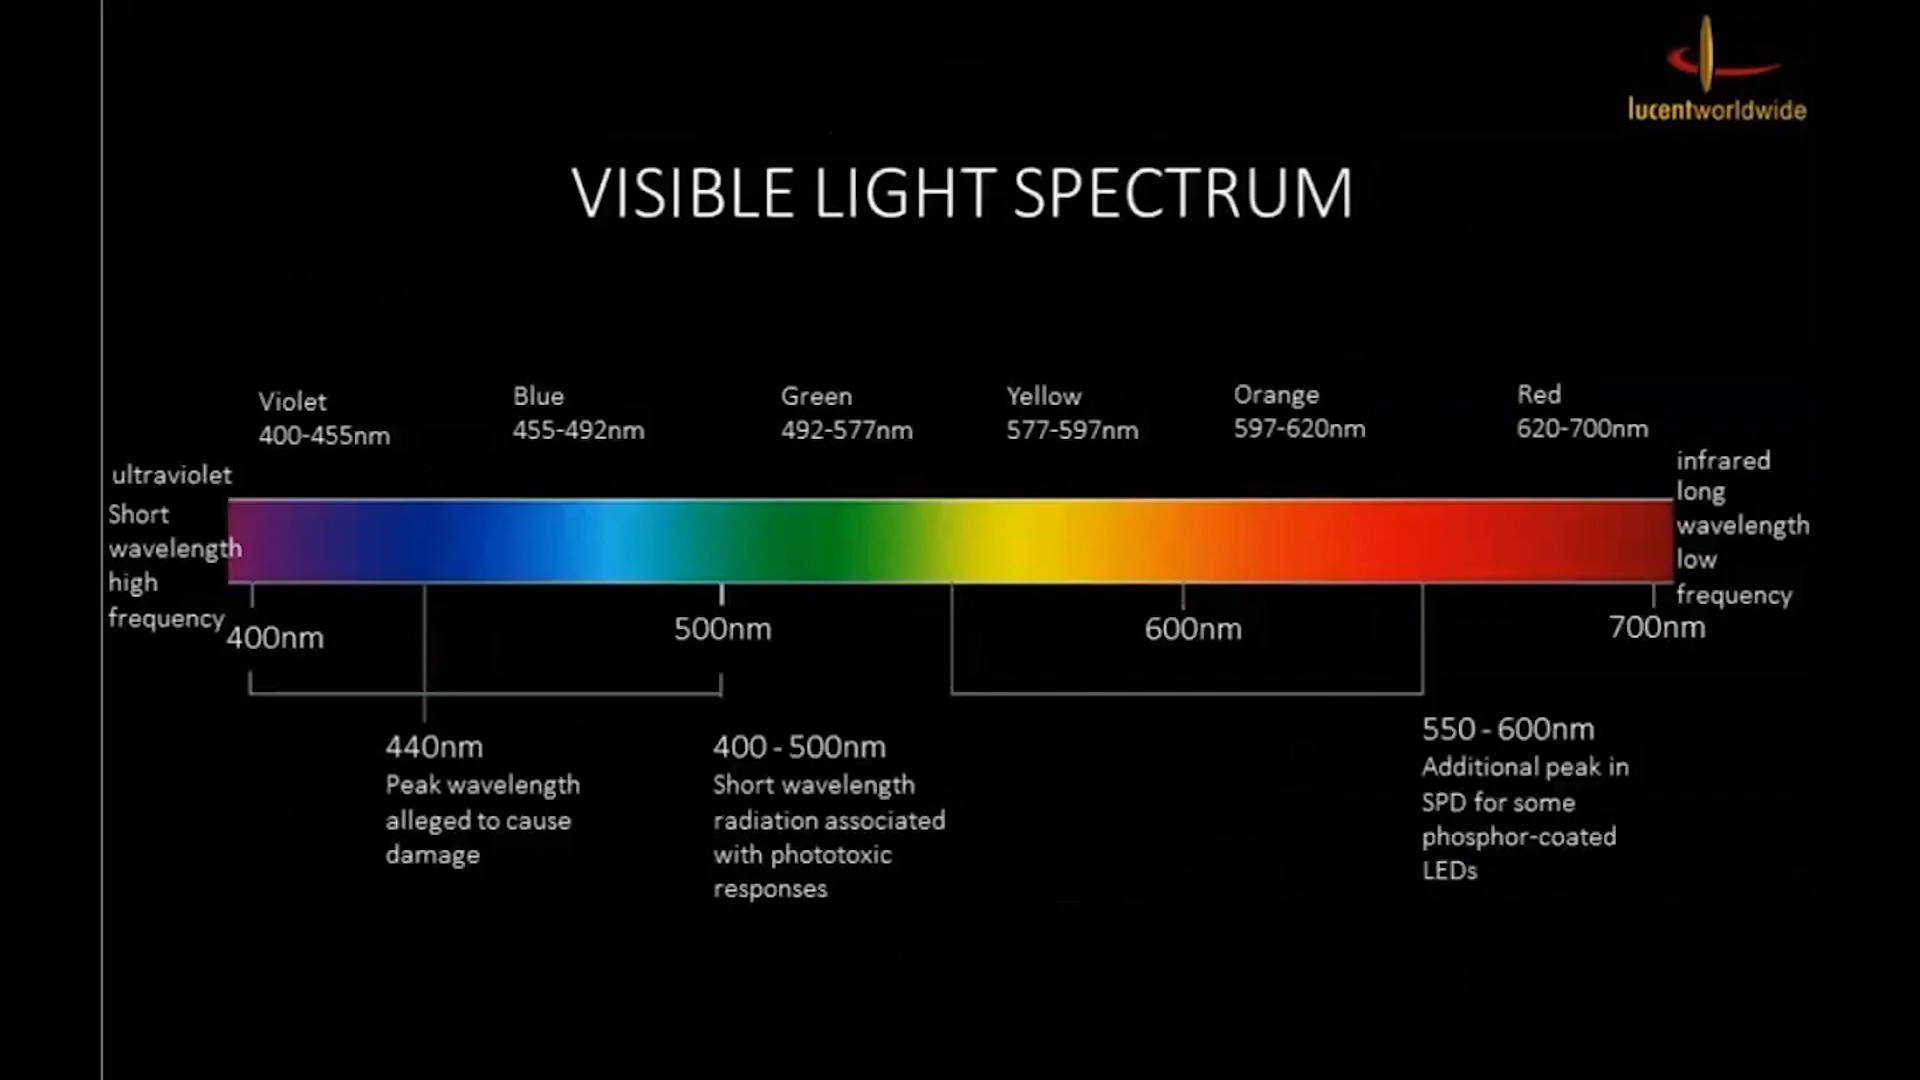 lucentworldwide
VISIBLE LIGHT SPECTRUM
Violet
400-455nm
Blue
455-492nm
Green
492-577nm
Yellow
577-597nm
Orange
597-620nm
Red
620-700nm
ultraviolet
Short
wavelength
high
frequency
infrared
long
wavelength
low
frequency
400nm
500nm
600nm
700nm
440nm
Peak wavelength
alleged to cause
damage
400 - 500nm
Short wavelength
radiation associated
with phototoxic
responses
550 - 600nm
Additional peak in
SPD for some
phosphor-coated
LEDs